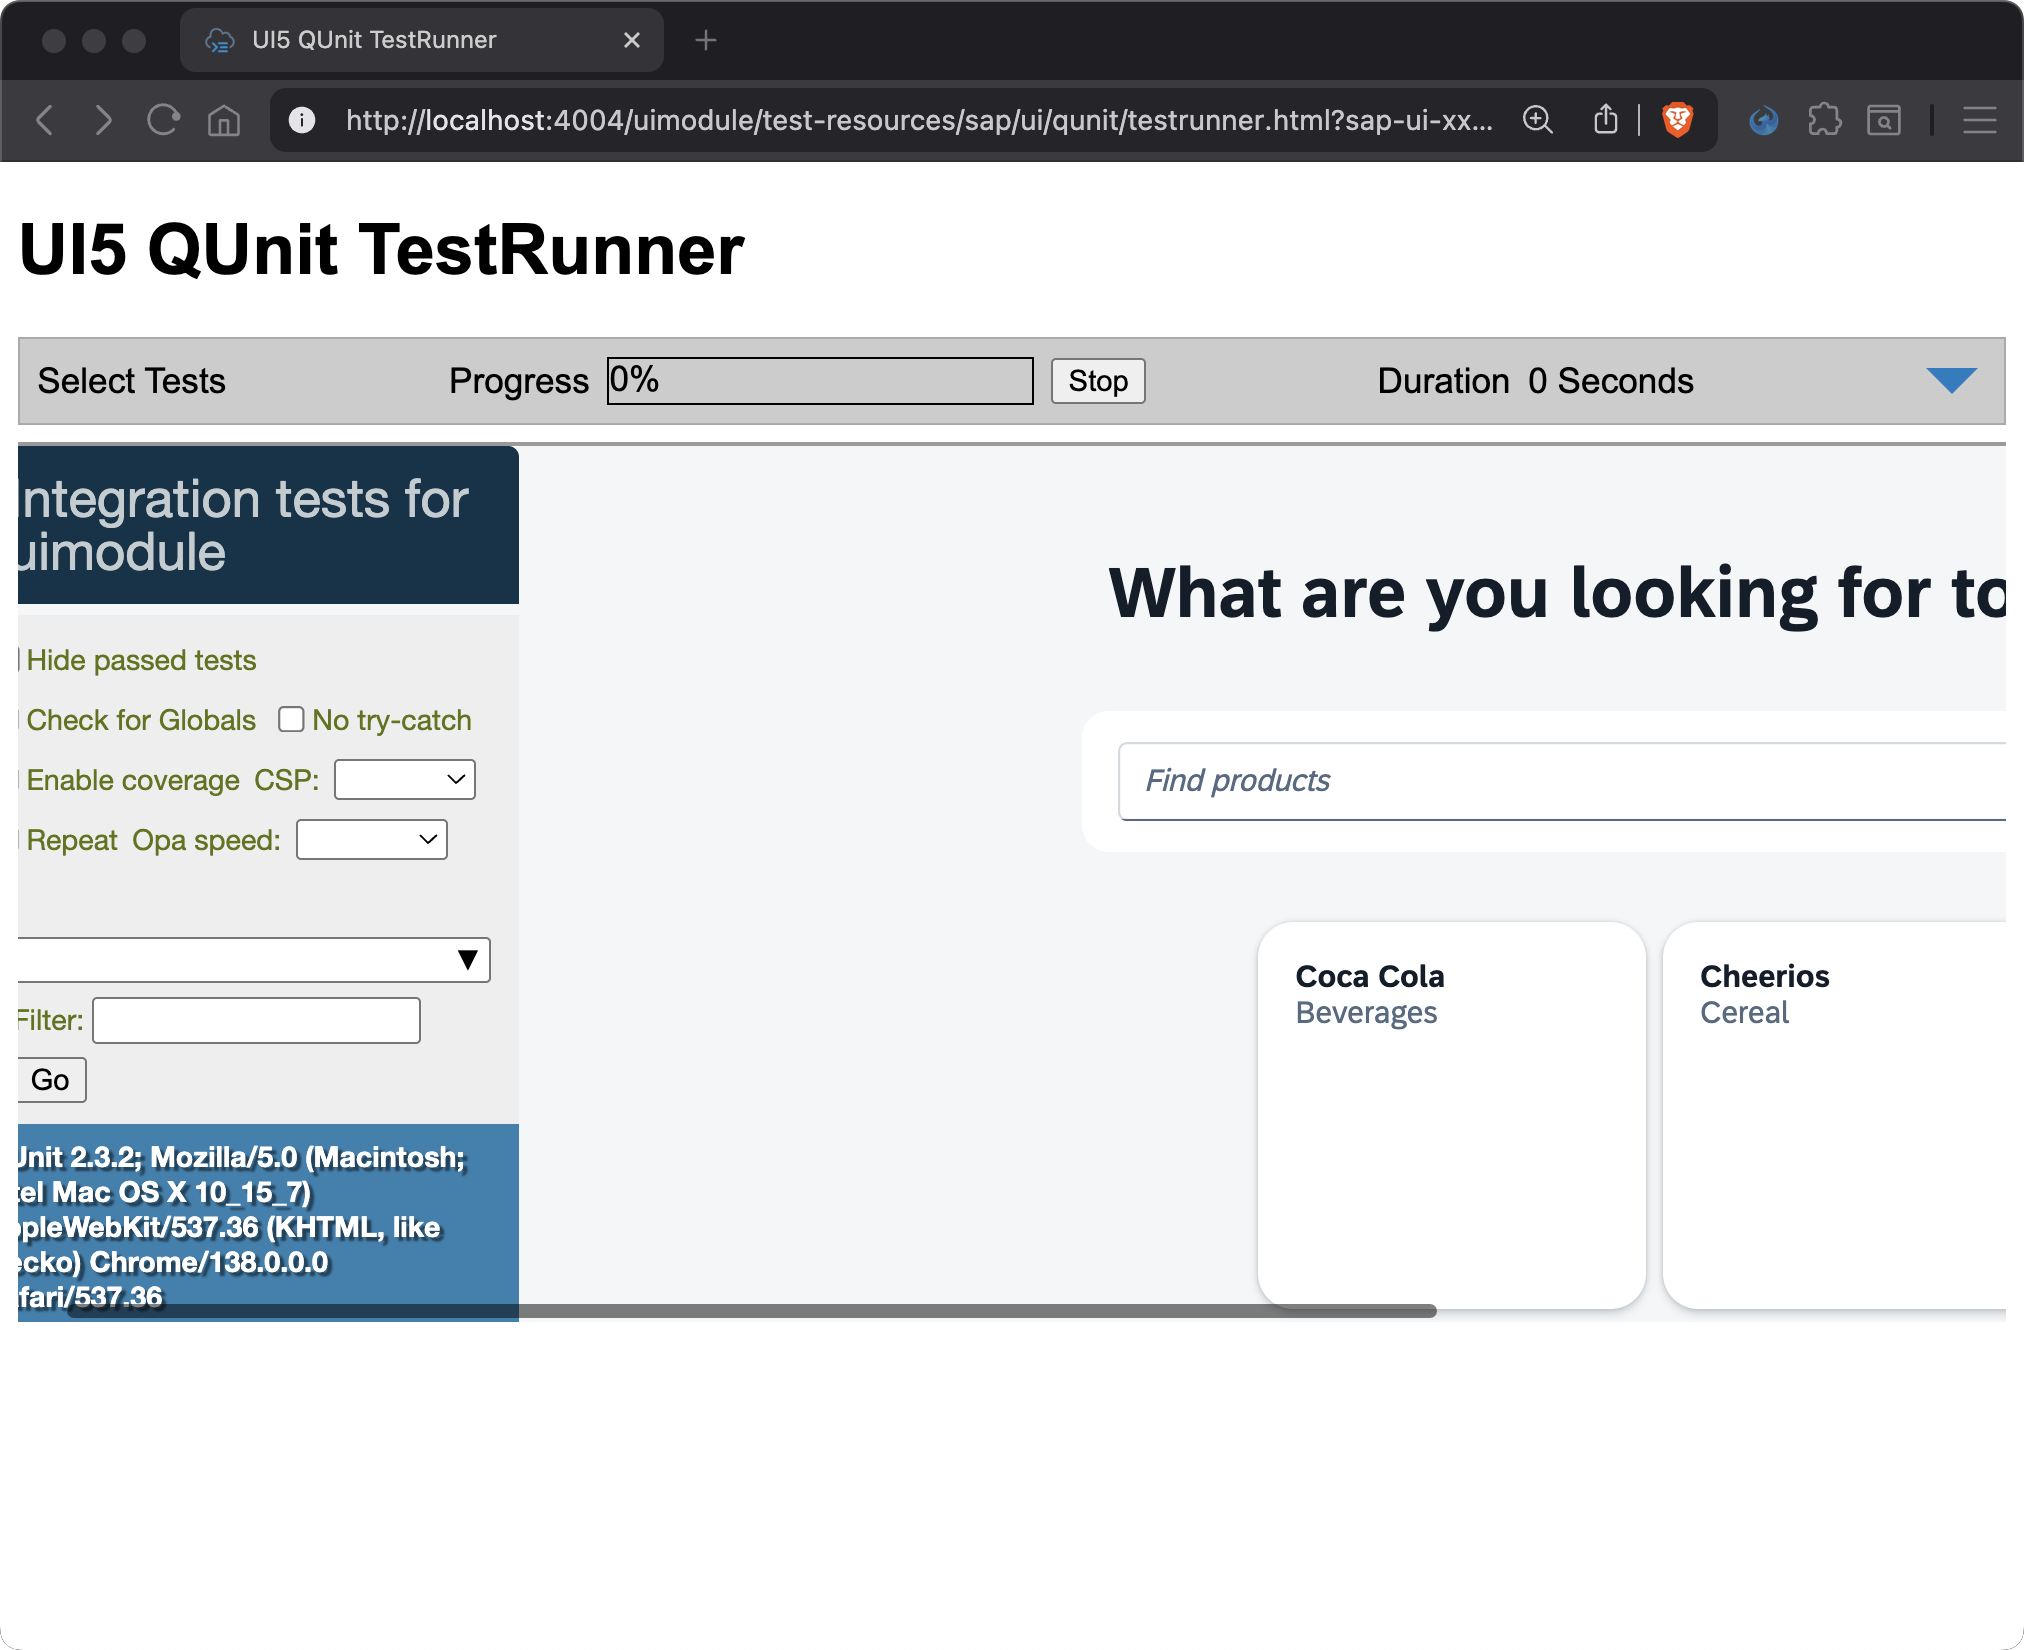 UI5 QUnit TestRunner
http://localhost:4004/uimodule/test-resources/sap/ui/qunit/testrunner.html?sap-ui-xx...
UI5 QUnit TestRunner
Select Tests Progress 0% Stop Duration 0 Seconds
Integration tests for
uimodule
Hide passed tests
Check for Globals No try-catch
Enable coverage CSP:
Repeat Opa speed:
Filter:
Go
Unit 2.3.2; Mozilla/5.0 (Macintosh;
tel Mac OS X 10_15_7)
ppleWebKit/537.36 (KHTML, like
ecko) Chrome/138.0.0.0
fari/537.36
What are you looking for to
Find products
Coca Cola
Beverages
Cheerios
Cereal